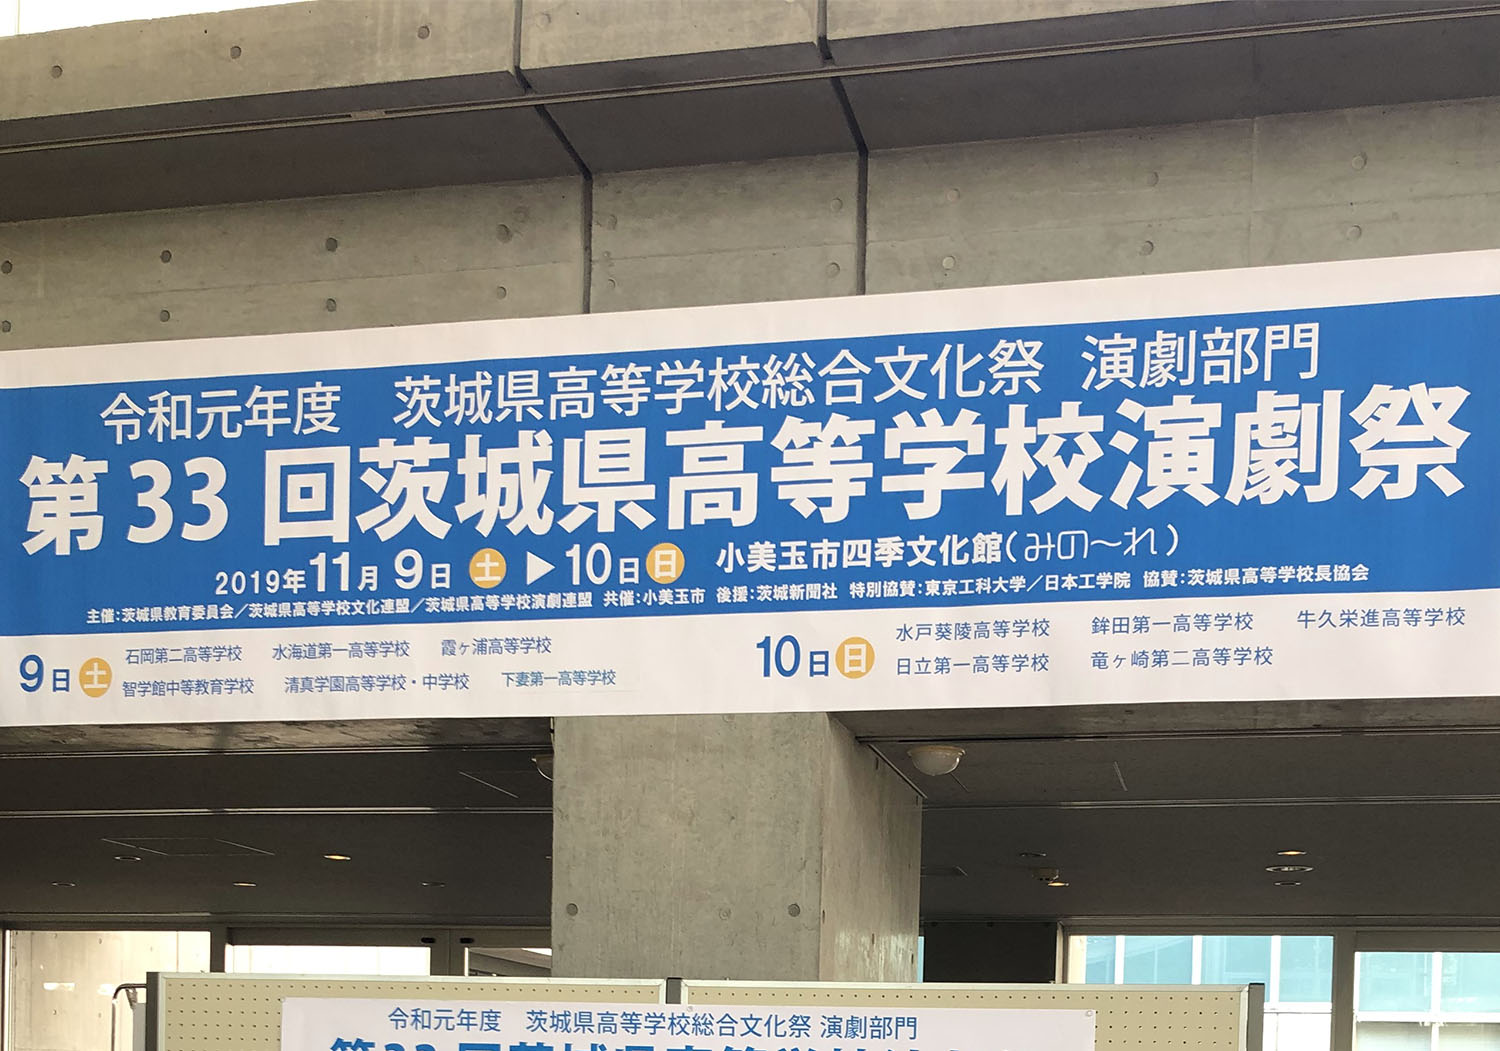 令和元年度 茨城県高等学校総合文化祭 演劇部門
第33回茨城県高等学校演劇祭
2019年11月9日土▶10日日 小美玉市四季文化館(みの～れ)
主催:茨城県教育委員会／茨城県高等学校文化連盟／茨城県高等学校演劇連盟 共催:小美玉市 後援:茨城新聞社 特別協賛:東京工科大学／日本工学院 協賛:茨城県高等学校長協会
9日土
石岡第二高等学校 水海道第一高等学校 霞ヶ浦高等学校
智学館中等教育学校 清真学園高等学校・中学校 下妻第一高等学校
10日日
水戸葵陵高等学校 鉾田第一高等学校 牛久栄進高等学校
日立第一高等学校 竜ヶ崎第二高等学校
令和元年度 茨城県高等学校総合文化祭 演劇部門